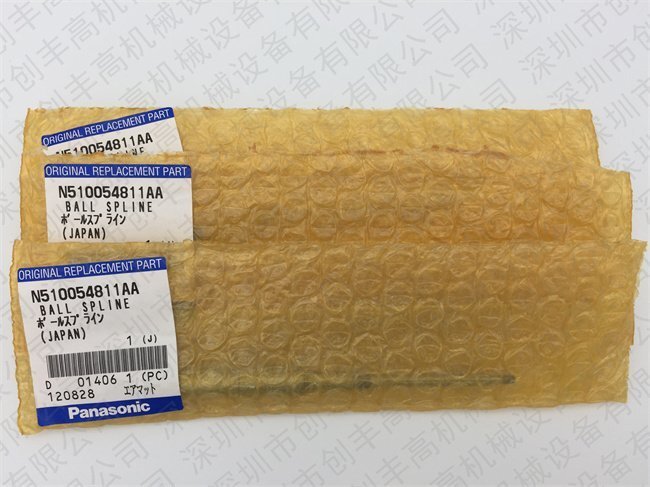 ORIGINAL REPLACEMENT PART
N510054811AA
ORIGINAL REPLACEMENT PART
N510054811AA
BALL SPLINE
ボールスプライン
(JAPAN)
ORIGINAL REPLACEMENT PART
N510054811AA
BALL SPLINE
ボールスプライン
(JAPAN)
1 (J)
D 01406 1 (PC)
120828 エアマット
Panasonic
深圳市创丰高机械设备有限公司